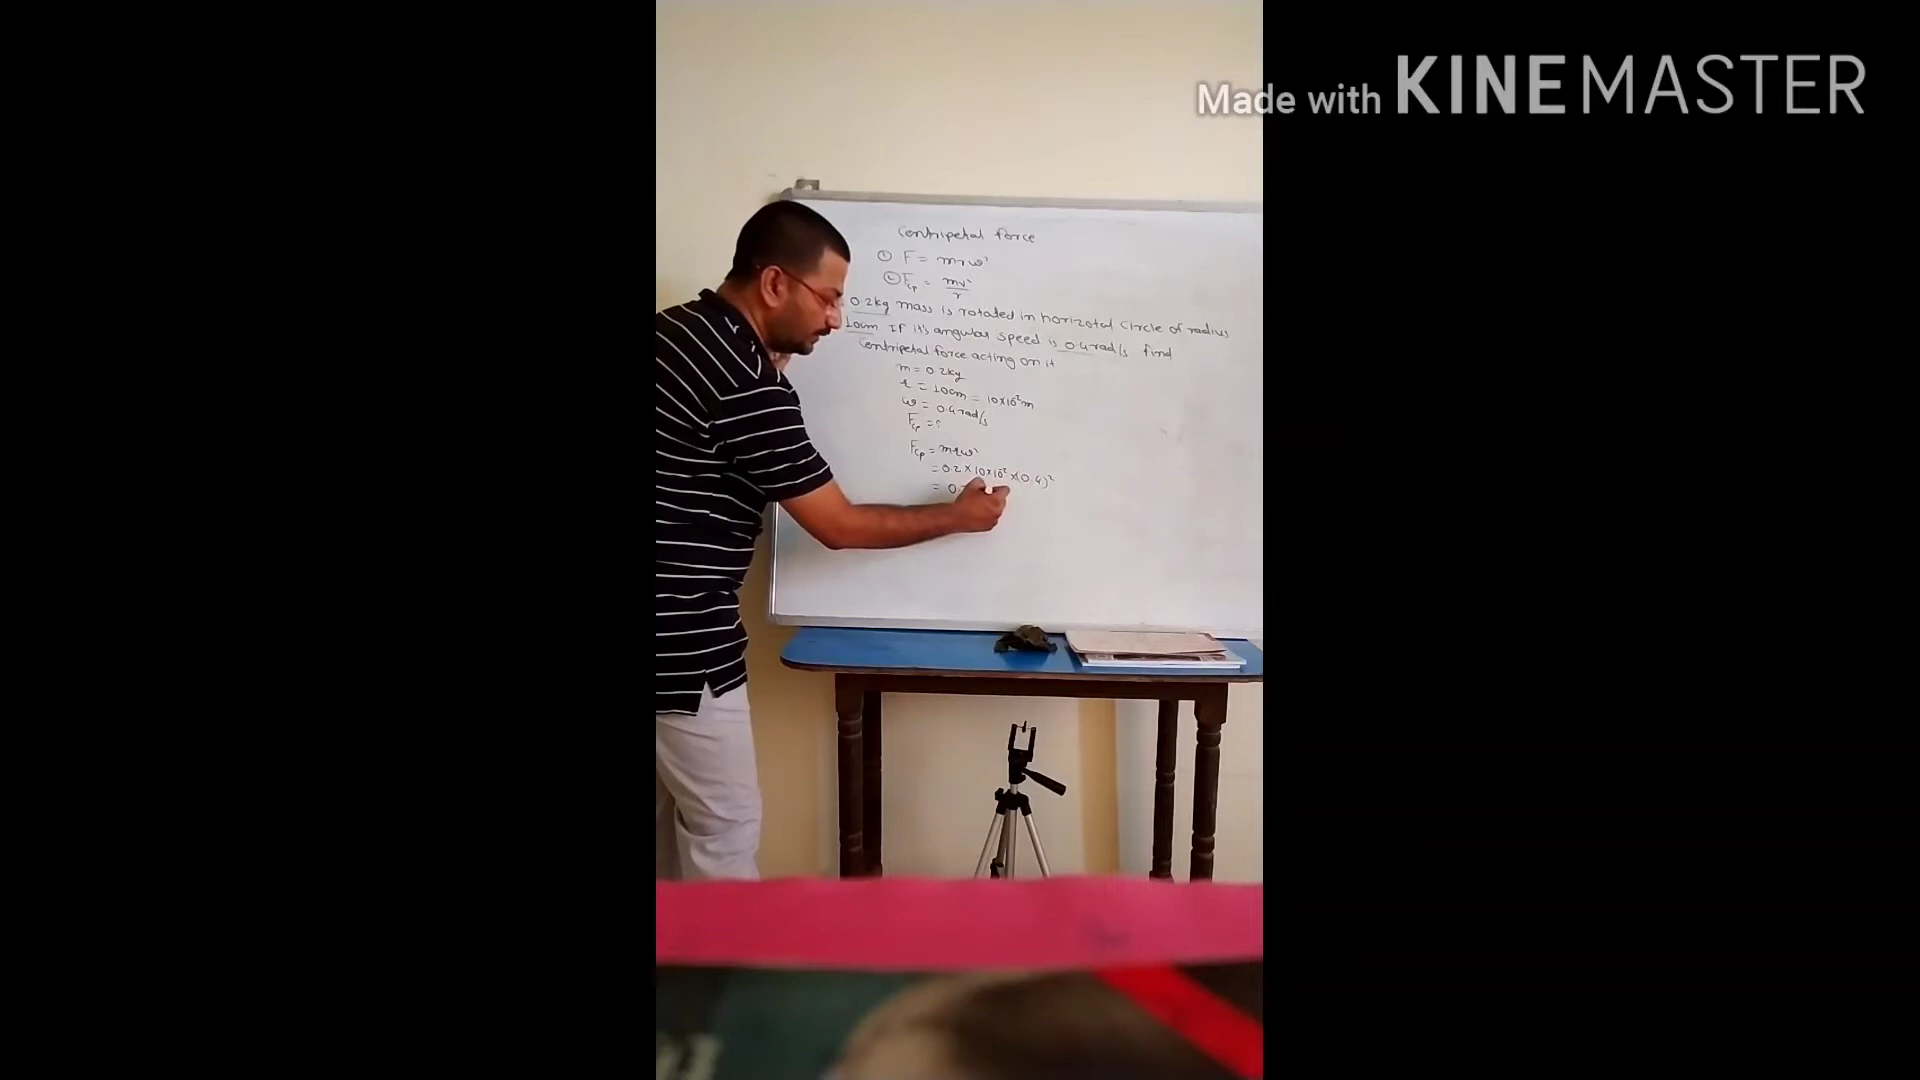 Made with KINEMASTER
Centripetal force
① F = mrω²
② Fcp = mv²/r
0.2kg mass is rotated in horizotal circle of radius
10cm If it's angular speed is 0.4rad/s find
Centripetal force acting on it
m = 0.2kg
r = 10cm = 10×10⁻²m
ω = 0.4rad/s
Fcp = ?
Fcp = mrω²
= 0.2 × 10×10⁻² × (0.4)²
= 0.